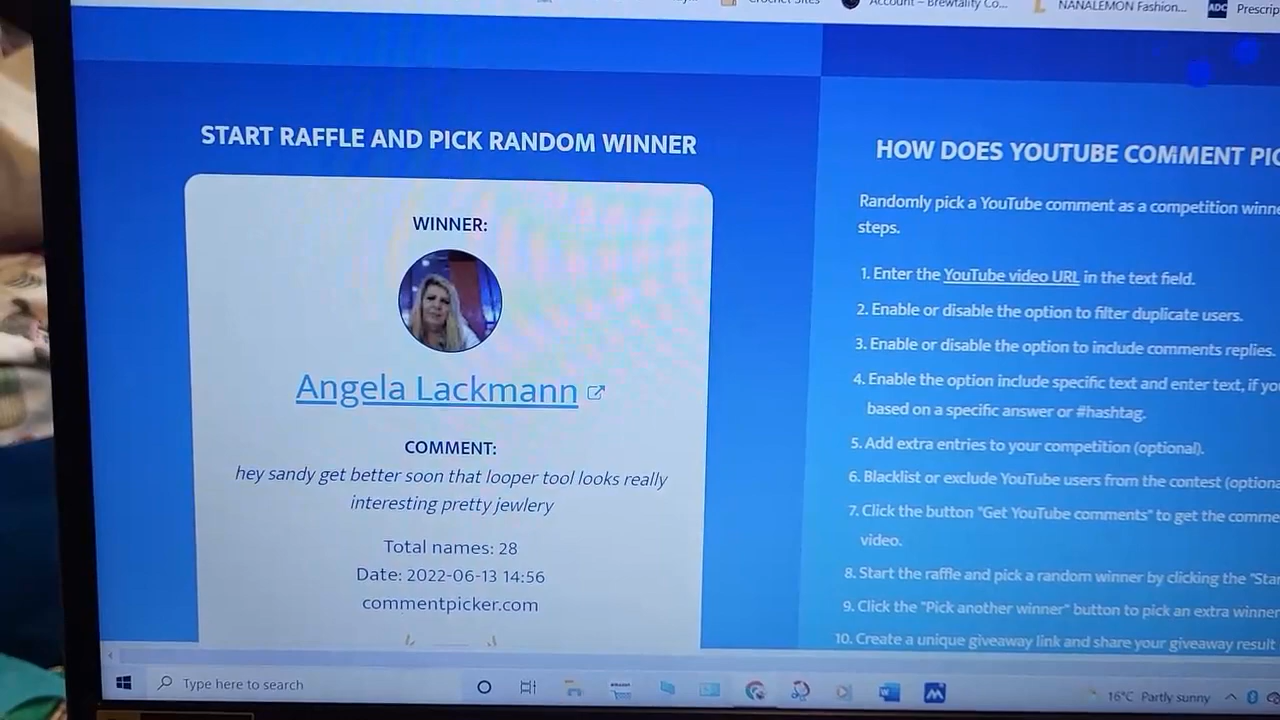 Account – Brewtality Co...
NANALEMON Fashion...
ADC
START RAFFLE AND PICK RANDOM WINNER
WINNER:
Angela Lackmann
COMMENT:
hey sandy get better soon that looper tool looks really
interesting pretty jewlery
Total names: 28
Date: 2022-06-13 14:56
commentpicker.com
HOW DOES YOUTUBE COMMENT
Randomly pick a YouTube comment as a competition
steps.
1. Enter the YouTube video URL in the text field.
2. Enable or disable the option to filter duplicate users.
3. Enable or disable the option to include comments replies.
4. Enable the option include specific text and enter text, if
based on a specific answer or #hashtag.
5. Add extra entries to your competition (optional).
6. Blacklist or exclude YouTube users from the contest
7. Click the button "Get YouTube comments" to get the
video.
8. Start the raffle and pick a random winner by clicking the
9. Click the "Pick another winner" button to pick an extra winner
10. Create a unique giveaway link and share your giveaway result
Type here to search
16°C Partly sunny